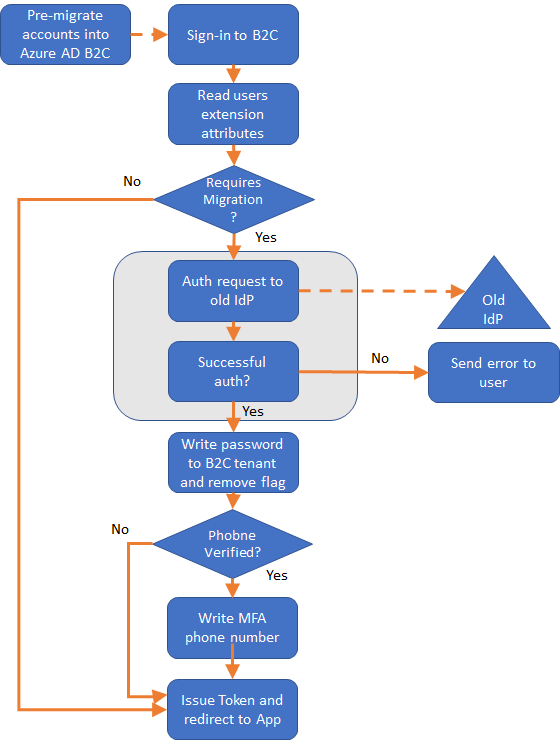 Pre-migrate
accounts into
Azure AD B2C
Sign-in to B2C
Read users
extension
attributes
No
Requires
Migration
?
Yes
Auth request to
old IdP
Old
IdP
Successful
auth?
No
Send error to
user
Yes
Write password
to B2C tenant
and remove flag
No
Phobne
Verified?
Yes
Write MFA
phone number
Issue Token and
redirect to App